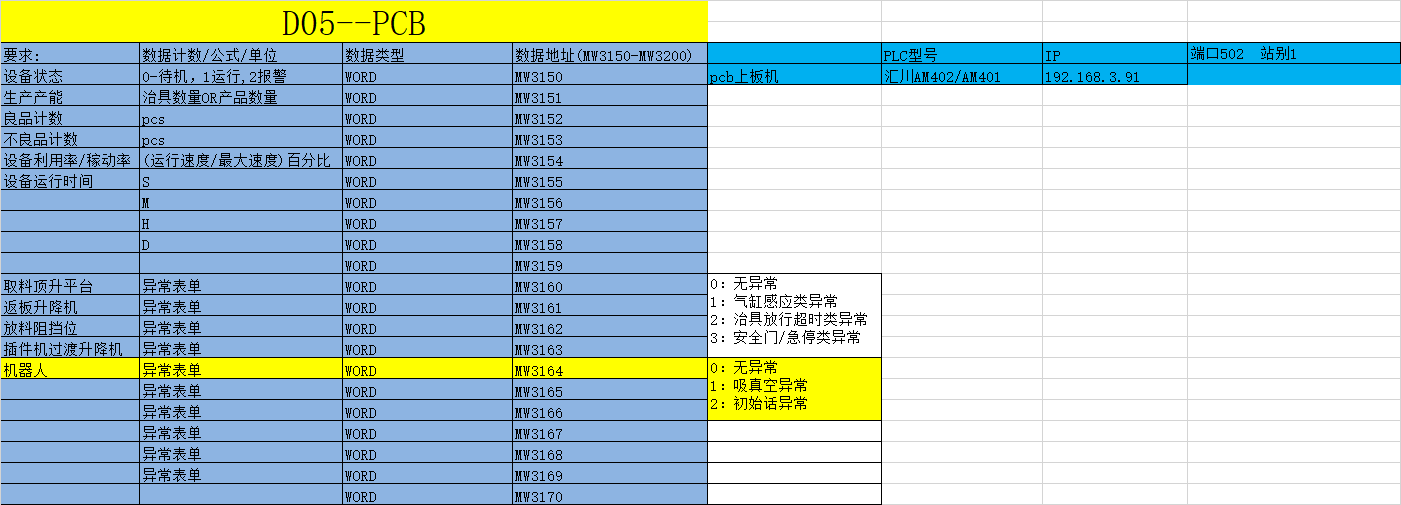 D05--PCB
要求: 数据计数/公式/单位 数据类型 数据地址(MW3150-MW3200) PLC型号 IP 端口502 站别1
设备状态 0-待机，1运行,2报警 WORD MW3150 pcb上板机 汇川AM402/AM401 192.168.3.91
生产产能 治具数量OR产品数量 WORD MW3151
良品计数 pcs WORD MW3152
不良品计数 pcs WORD MW3153
设备利用率/稼动率 (运行速度/最大速度)百分比 WORD MW3154
设备运行时间 S WORD MW3155
M WORD MW3156
H WORD MW3157
D WORD MW3158
WORD MW3159
取料顶升平台 异常表单 WORD MW3160
返板升降机 异常表单 WORD MW3161
放料阻挡位 异常表单 WORD MW3162
插件机过渡升降机 异常表单 WORD MW3163
0: 无异常
1: 气缸感应类异常
2: 治具放行超时类异常
3: 安全门/急停类异常
机器人 异常表单 WORD MW3164
异常表单 WORD MW3165
异常表单 WORD MW3166
0: 无异常
1: 吸真空异常
2: 初始话异常
异常表单 WORD MW3167
异常表单 WORD MW3168
异常表单 WORD MW3169
WORD MW3170